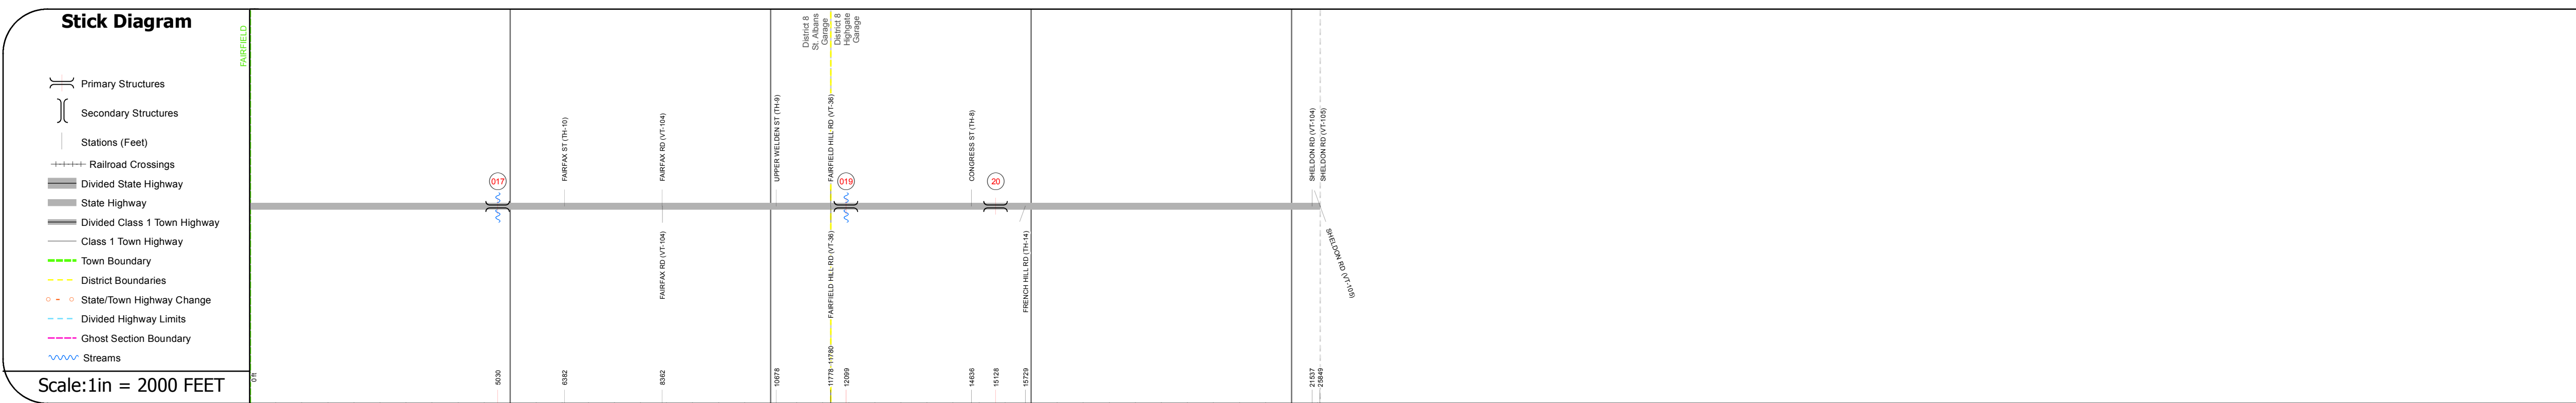 Stick Diagram
Primary Structures
Secondary Structures
Stations (Feet)
Railroad Crossings
Divided State Highway
State Highway
Divided Class 1 Town Highway
Class 1 Town Highway
Town Boundary
District Boundaries
State/Town Highway Change
Divided Highway Limits
Ghost Section Boundary
Streams
Scale:1in = 2000 FEET
FAIRFIELD
District 8
St. Albans
Garage
District 8
Highgate
Garage
FAIRFAX ST (TH-10)
FAIRFAX RD (VT-104)
UPPER WELDEN ST (TH-9)
FAIRFIELD HILL RD (VT-36)
CONGRESS ST (TH-8)
SHELDON RD (VT-104)
SHELDON RD (VT-105)
017
019
20
FAIRFAX RD (VT-104)
FAIRFIELD HILL RD (VT-36)
FRENCH HILL RD (TH-14)
SHELDON RD (VT-105)
0 ft
5030
6382
8362
10678
11778
11780
12099
14636
15128
15729
21537
25849